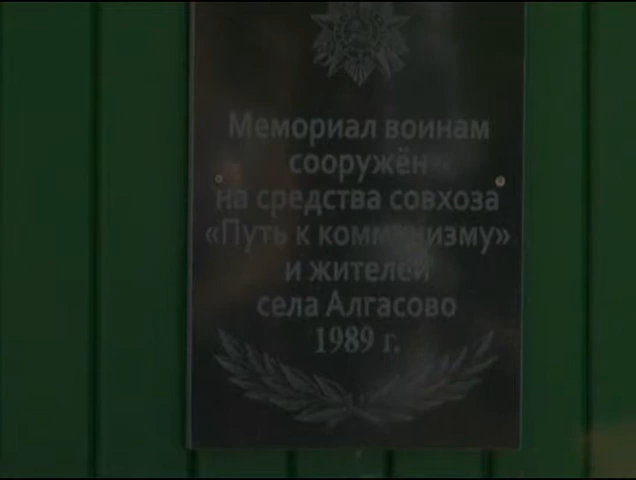 Мемориал воинам
сооружён
на средства совхоза
«Путь к коммунизму»
и жителей
села Алгасово
1989 г.